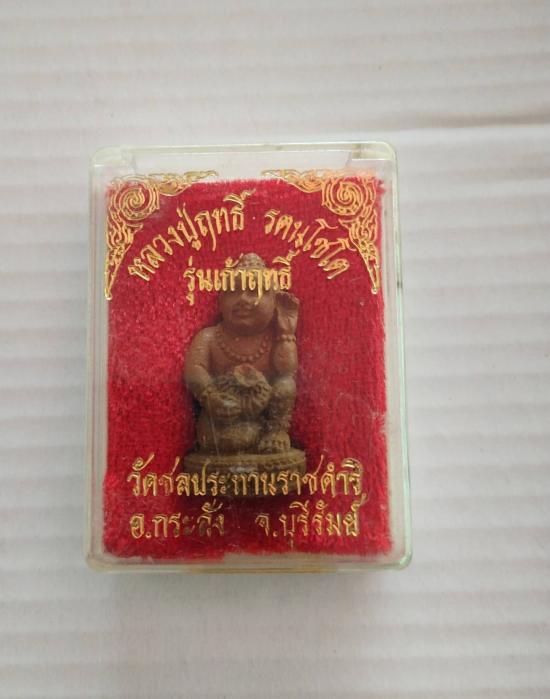 หลวงปู่ฤทธิ์ รตนโชโต
รุ่นเก้าฤทธิ์
วัดชลประทานราชดำริ
อ.กระสัง จ.บุรีรัมย์